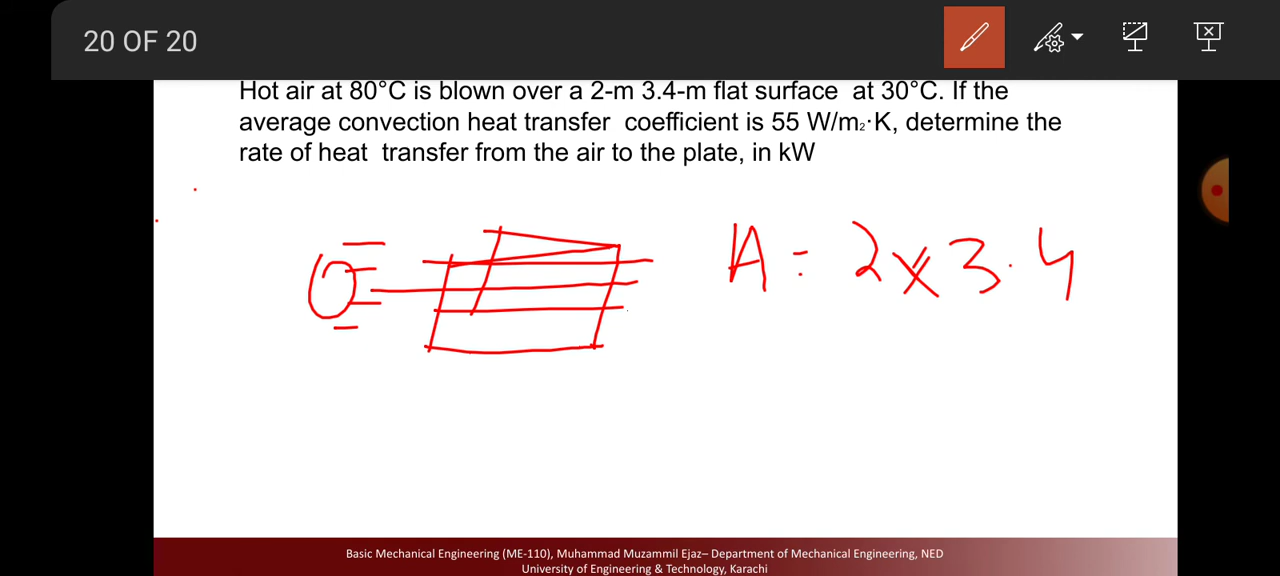 20 OF 20
Hot air at 80°C is blown over a 2-m 3.4-m flat surface at 30°C. If the
average convection heat transfer coefficient is 55 W/m₂·K, determine the
rate of heat transfer from the air to the plate, in kW
A = 2 x 3.4
Basic Mechanical Engineering (ME-110), Muhammad Muzammil Ejaz– Department of Mechanical Engineering, NED
University of Engineering & Technology, Karachi